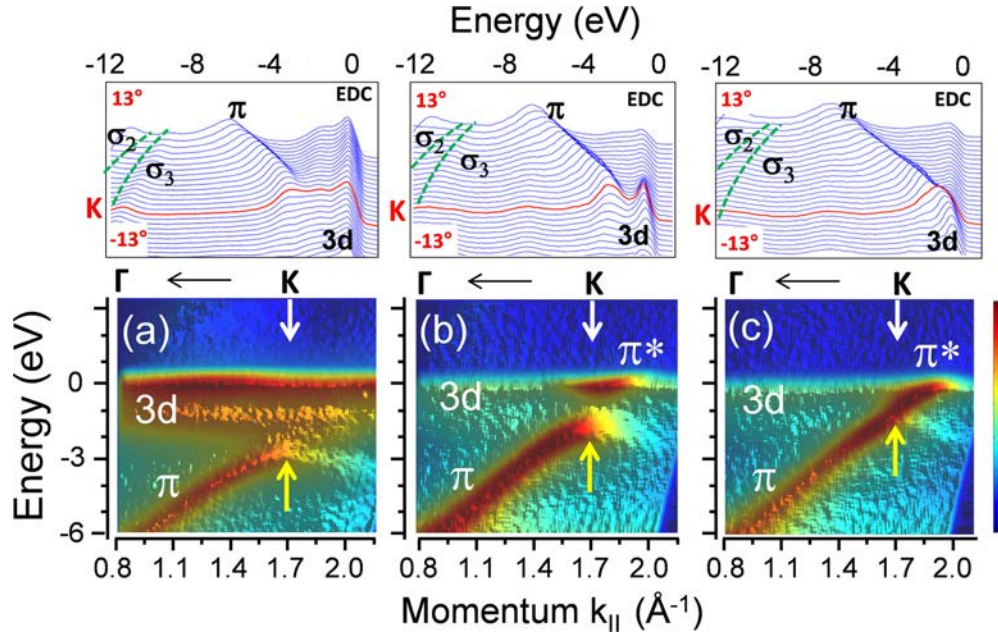 Energy (eV)
-12 -8 -4 0 -12 -8 -4 0 -12 -8 -4 0
13° EDC 13° EDC 13° EDC
π π π
σ₂ σ₂ σ₂
σ₃ σ₃ σ₃
K K K
-13° 3d -13° 3d -13° 3d
Γ ← K Γ ← K Γ ← K
(a) (b) (c)
π* π*
0
3d 3d 3d
-3
π π π
-6
Energy (eV)
0.8 1.1 1.4 1.7 2.0 0.8 1.1 1.4 1.7 2.0 0.8 1.1 1.4 1.7 2.0
Momentum k|| (Å⁻¹)